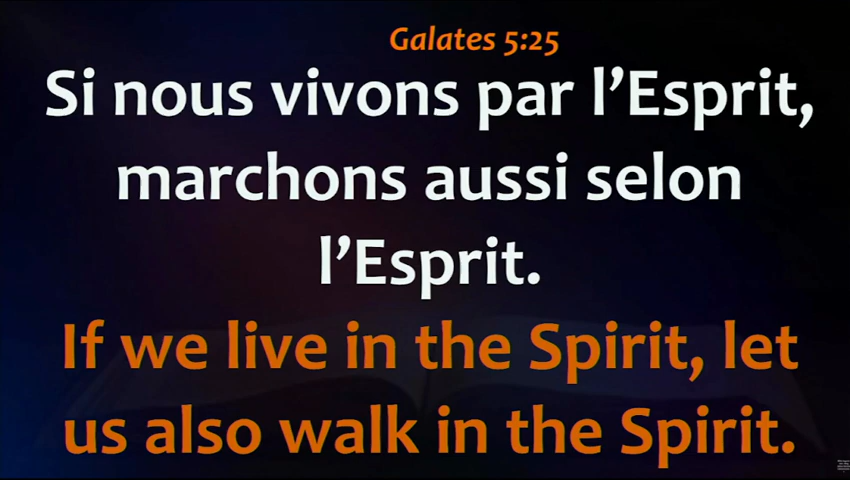 Galates 5:25
Si nous vivons par l’Esprit,
marchons aussi selon
l’Esprit.
If we live in the Spirit, let
us also walk in the Spirit.